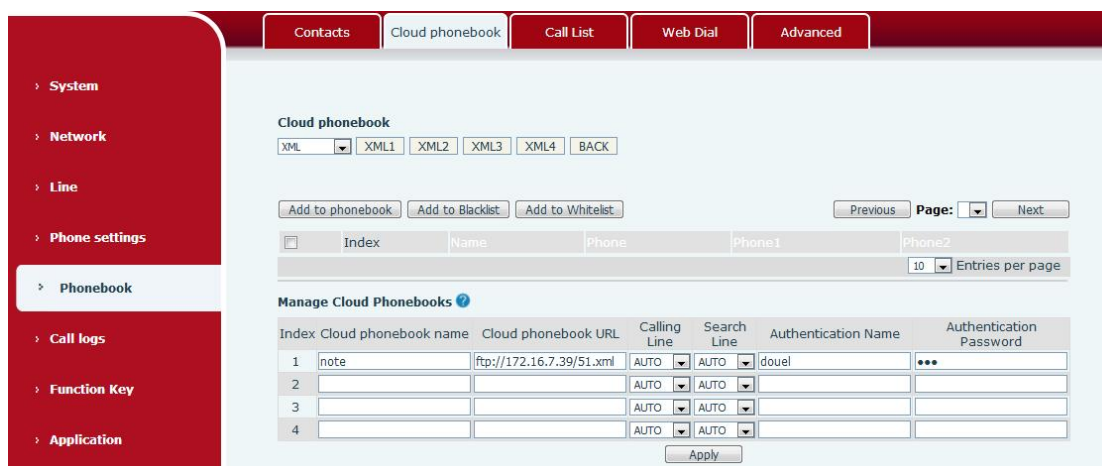 Contacts Cloud phonebook Call List Web Dial Advanced
› System
› Network
› Line
› Phone settings
› Phonebook
› Call logs
› Function Key
› Application
Cloud phonebook
XML XML1 XML2 XML3 XML4 BACK
Add to phonebook Add to Blacklist Add to Whitelist Previous Page: Next
Index Name Phone Phone1 Phone2
10 Entries per page
Manage Cloud Phonebooks ?
Index Cloud phonebook name Cloud phonebook URL Calling Line Search Line Authentication Name Authentication Password
1 note ftp://172.16.7.39/51.xml AUTO AUTO douel •••
2 AUTO AUTO
3 AUTO AUTO
4 AUTO AUTO
Apply